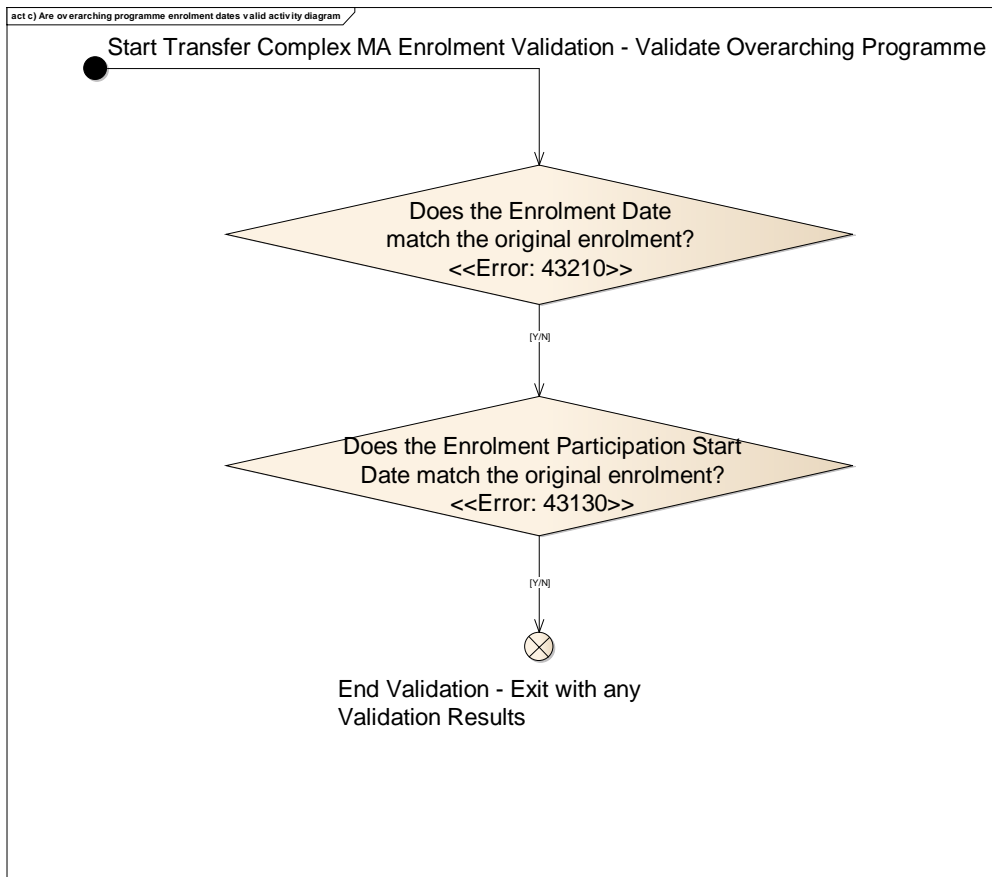 act c) Are overarching programme enrolment dates valid activity diagram
Start Transfer Complex MA Enrolment Validation - Validate Overarching Programme
Does the Enrolment Date
match the original enrolment?
<<Error: 43210>>
[Y/N]
Does the Enrolment Participation Start
Date match the original enrolment?
<<Error: 43130>>
[Y/N]
End Validation - Exit with any
Validation Results